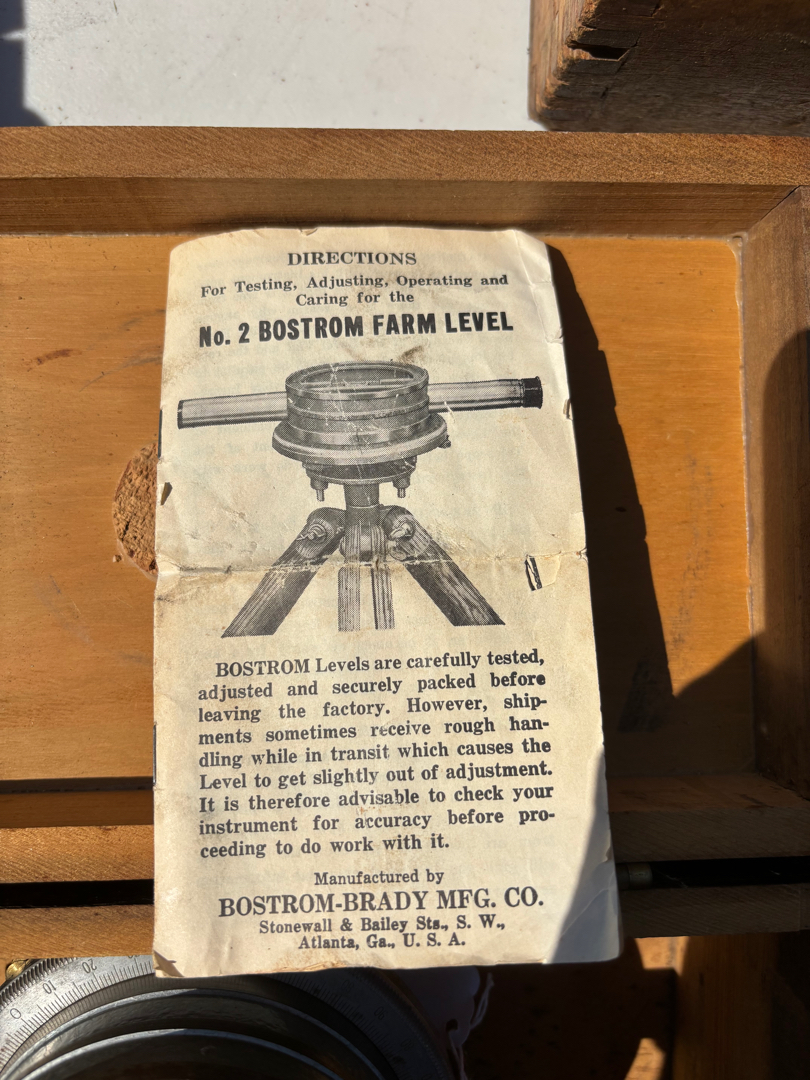 DIRECTIONS
For Testing, Adjusting, Operating and
Caring for the
No. 2 BOSTROM FARM LEVEL
BOSTROM Levels are carefully tested,
adjusted and securely packed before
leaving the factory. However, ship-
ments sometimes receive rough han-
dling while in transit which causes the
Level to get slightly out of adjustment.
It is therefore advisable to check your
instrument for accuracy before pro-
ceeding to do work with it.
Manufactured by
BOSTROM-BRADY MFG. CO.
Stonewall & Bailey Sts., S. W.,
Atlanta, Ga., U. S. A.
0 10 20